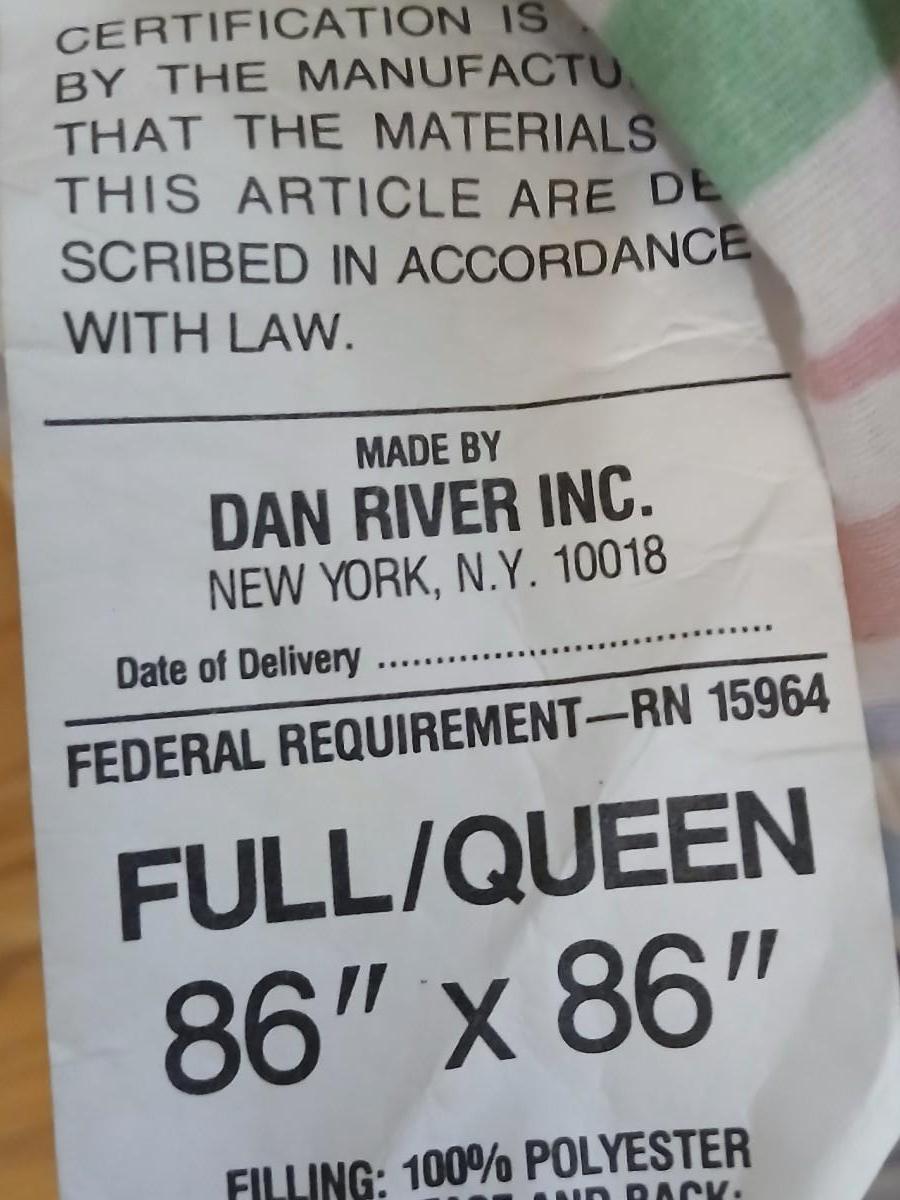 CERTIFICATION IS
BY THE MANUFACTU
THAT THE MATERIALS
THIS ARTICLE ARE DE
SCRIBED IN ACCORDANCE
WITH LAW.
MADE BY
DAN RIVER INC.
NEW YORK, N.Y. 10018
Date of Delivery ........................................
FEDERAL REQUIREMENT—RN 15964
FULL/QUEEN
86" x 86"
FILLING: 100% POLYESTER
AND BACK: